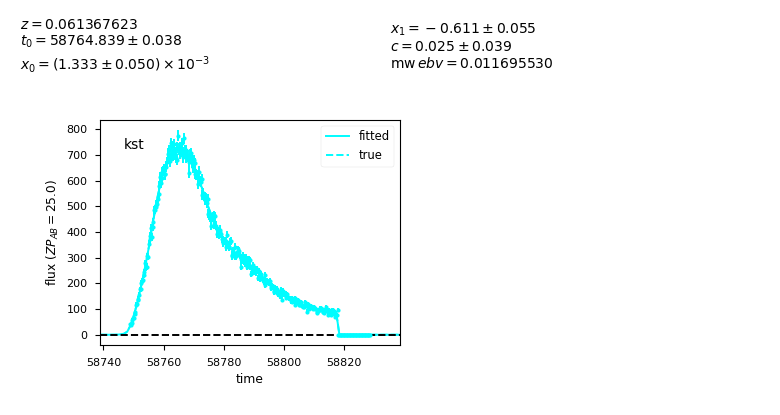 z = 0.061367623
t₀ = 58764.839 ± 0.038
x₀ = (1.333 ± 0.050) × 10⁻³
x₁ = −0.611 ± 0.055
c = 0.025 ± 0.039
mw ebv = 0.011695530
kst
fitted
true
flux (ZP_AB = 25.0)
800
700
600
500
400
300
200
100
0
58740 58760 58780 58800 58820
time